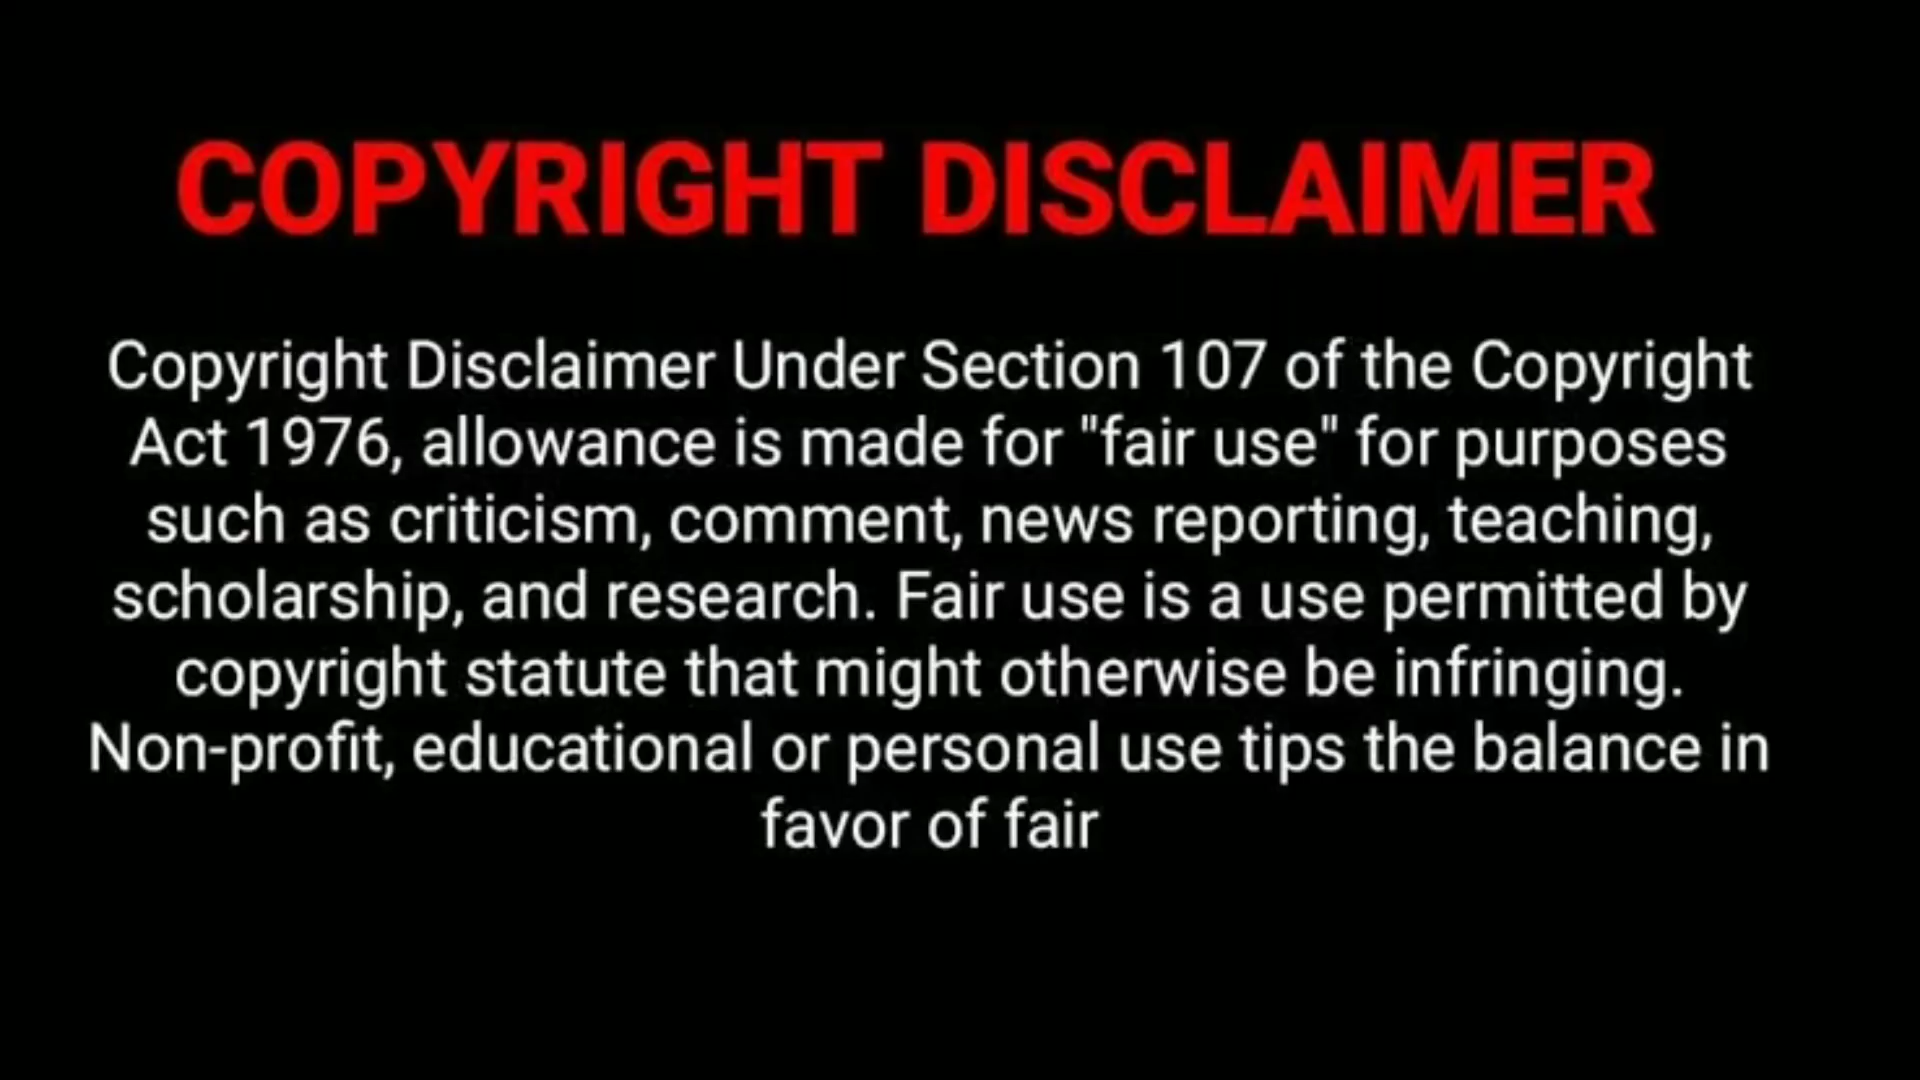 COPYRIGHT DISCLAIMER
Copyright Disclaimer Under Section 107 of the Copyright
Act 1976, allowance is made for "fair use" for purposes
such as criticism, comment, news reporting, teaching,
scholarship, and research. Fair use is a use permitted by
copyright statute that might otherwise be infringing.
Non-profit, educational or personal use tips the balance in
favor of fair